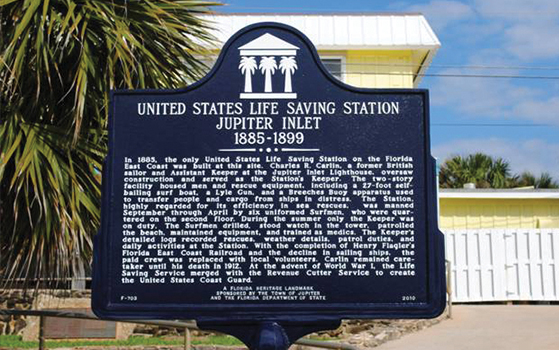 UNITED STATES LIFE SAVING STATION
JUPITER INLET
1885-1899
In 1885, the only United States Life Saving Station on the Florida
East Coast was built at this site. Charles R. Carlin, a former British
sailor and Assistant Keeper at the Jupiter Inlet Lighthouse, oversaw
construction and served as the Station's Keeper. The two-story
facility housed men and rescue equipment, including a 27-foot self-
bailing surf boat, a Lyle Gun, and a Breeches Buoy apparatus used
to transfer people and cargo from ships in distress. The Station,
highly regarded for its efficiency in sea rescues, was manned
September through April by six uniformed Surfmen, who were quar-
tered on the second floor. During the summer only the Keeper was
on duty. The Surfmen drilled, stood watch in the tower, patrolled
the beach, maintained equipment, and trained as medics. The Keeper's
detailed logs recorded rescues, weather details, patrol duties, and
daily activities at the Station. With the completion of Henry Flagler's
Florida East Coast Railroad and the decline in sailing ships, the
paid crew was replaced with local volunteers. Carlin remained care-
taker until his death in 1912. At the advent of World War I, the Life
Saving Service merged with the Revenue Cutter Service to create
the United States Coast Guard.
A FLORIDA HERITAGE LANDMARK
F-703 SPONSORED BY THE TOWN OF JUPITER 2010
AND THE FLORIDA DEPARTMENT OF STATE